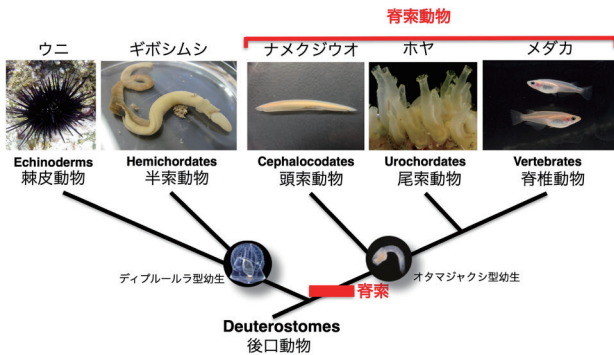 脊索動物
ウニ
ギボシムシ
ナメクジウオ
ホヤ
メダカ
Echinoderms
棘皮動物
Hemichordates
半索動物
Cephalocodates
頭索動物
Urochordates
尾索動物
Vertebrates
脊椎動物
ディプルールラ型幼生
オタマジャクシ型幼生
脊索
Deuterostomes
後口動物